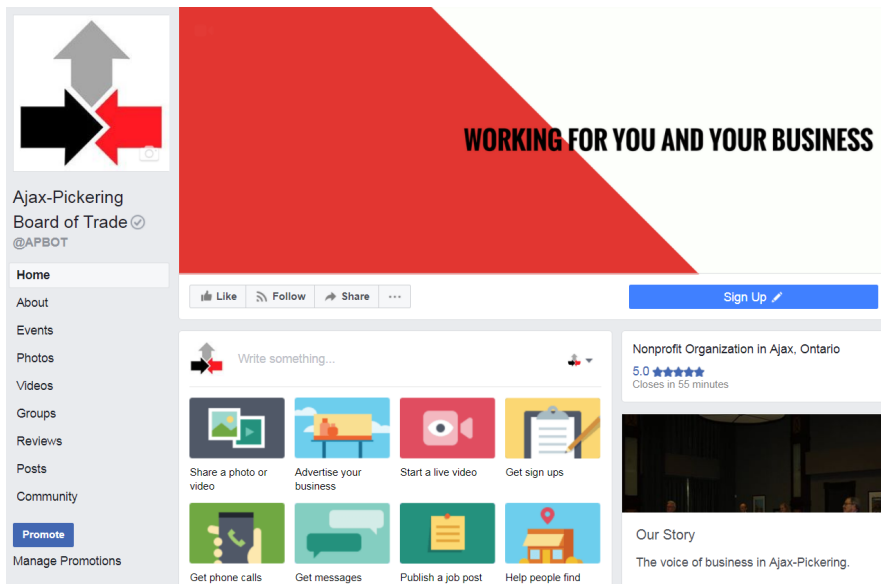 WORKING FOR YOU AND YOUR BUSINESS
Ajax-Pickering
Board of Trade
@APBOT
Home
About
Events
Photos
Videos
Groups
Reviews
Posts
Community
Promote
Manage Promotions
Like
Follow
Share
Sign Up
Write something...
Share a photo or
video
Advertise your
business
Start a live video
Get sign ups
Get phone calls
Get messages
Publish a job post
Help people find
Nonprofit Organization in Ajax, Ontario
5.0
Closes in 55 minutes
Our Story
The voice of business in Ajax-Pickering.